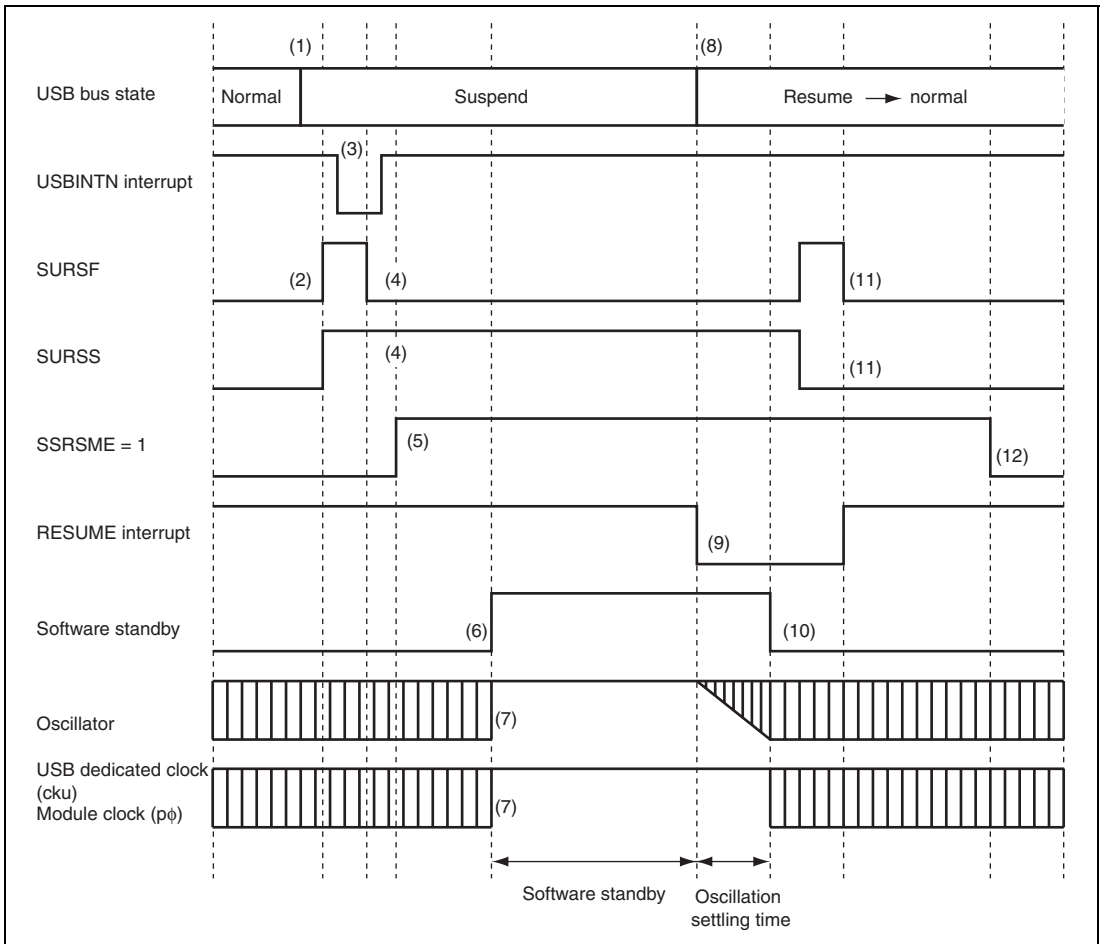 (1) (8)
USB bus state Normal Suspend Resume → normal
USBINTN interrupt (3)
SURSF (2) (4) (11)
SURSS (4) (11)
SSRSME = 1 (5) (12)
RESUME interrupt (9)
Software standby (6) (10)
Oscillator (7)
USB dedicated clock
(cku)
Module clock (pϕ) (7)
Software standby Oscillation
settling time